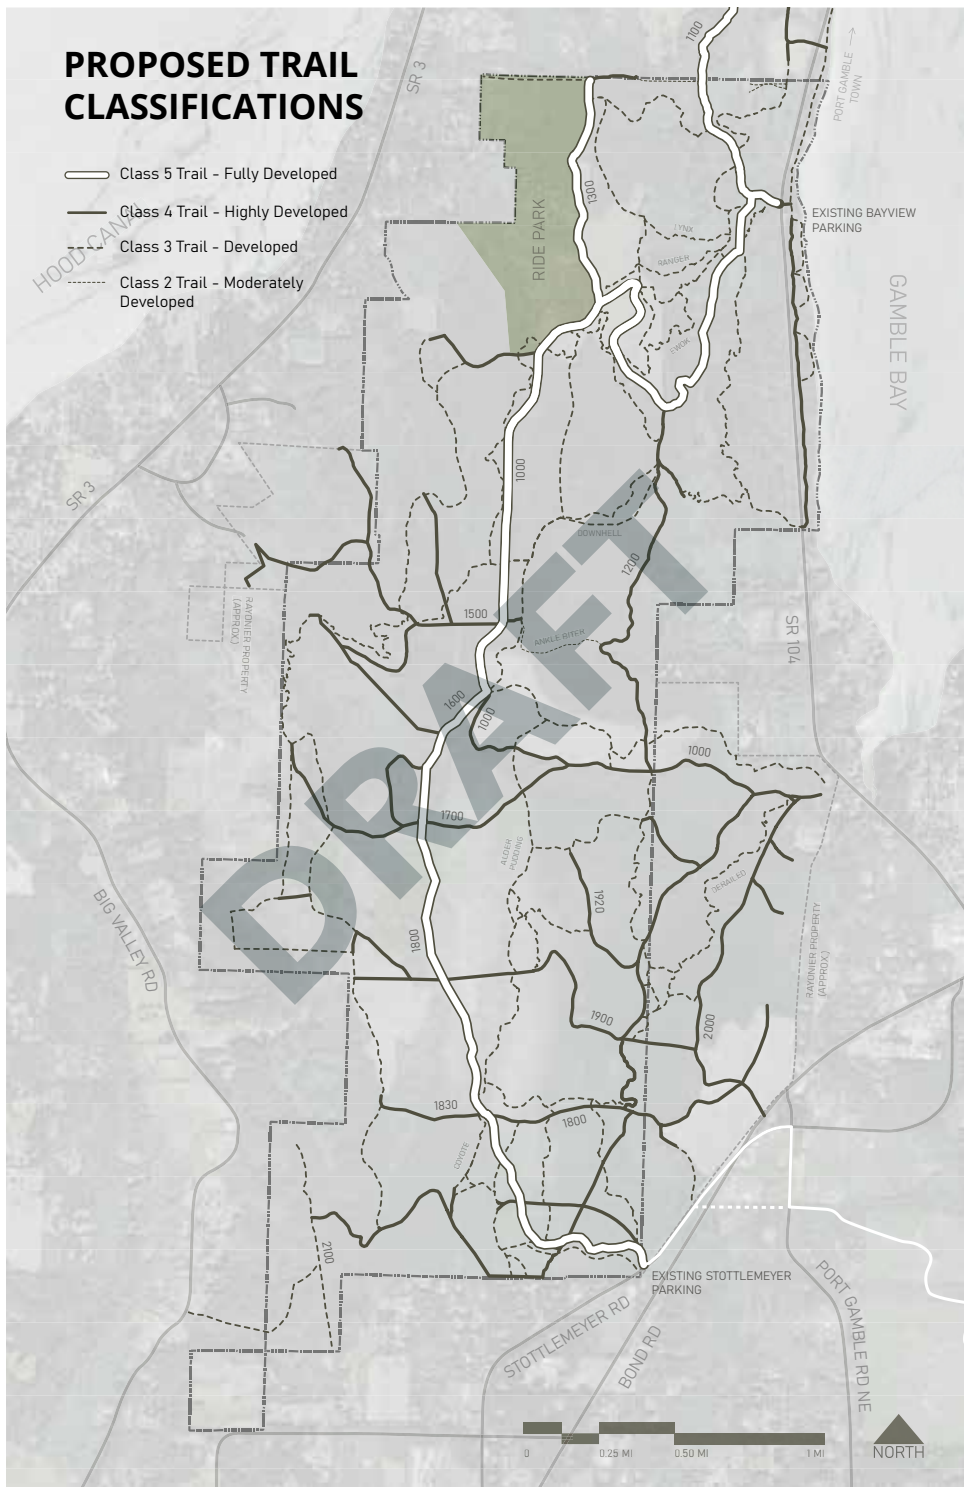 PROPOSED TRAIL
CLASSIFICATIONS
Class 5 Trail - Fully Developed
Class 4 Trail - Highly Developed
Class 3 Trail - Developed
Class 2 Trail - Moderately
Developed
SR 3
1100
PORT GAMBLE
TOWN
HOOD CANAL
RIDE PARK
1300
LYNX
RANGER
EWOK
EXISTING BAYVIEW
PARKING
GAMBLE BAY
SR 3
1000
DOWNHELL
1200
RAYONIER PROPERTY
(APPROX)
1500
ANKLE BITER
SR 104
1600
1000
1000
1700
ALDER
PUDDING
DERAILED
1920
BIG VALLEY RD
1800
RAYONIER PROPERTY
(APPROX)
1900
2000
1830
1800
COYOTE
2100
EXISTING STOTTLEMEYER
PARKING
STOTTLEMEYER RD
BOND RD
PORT GAMBLE RD NE
0
0.25 MI
0.50 MI
1 MI
NORTH
DRAFT